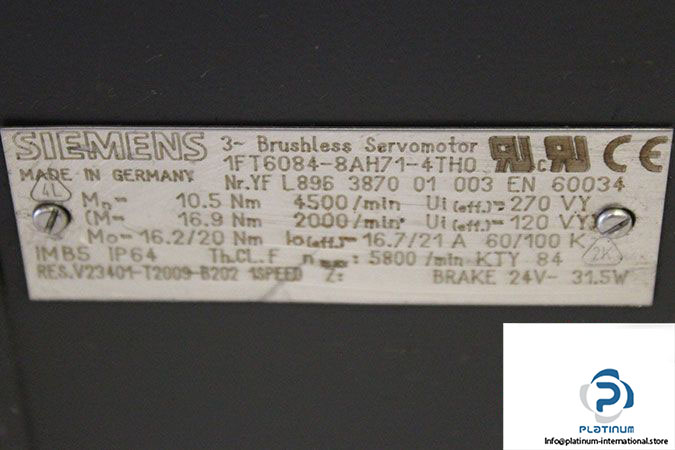 SIEMENS 3~ Brushless Servomotor
1FT6084-8AH71-4TH0
MADE IN GERMANY
Nr.YF L896 3870 01 003 EN 60034
4L
Mn= 10.5 Nm 4500/min Ui(eff.)= 270 VY
(M= 16.9 Nm 2000/min Ui(eff.)= 120 VY
Mo= 16.2/20 Nm Io(eff.)= 16.7/21 A 60/100 K
2K
IMB5 IP64 Th.CL.F n max: 5800/min KTY 84
RES.V23401-T2009-B202 1SPEED Z: BRAKE 24V- 31.5W
P
PLATINUM
Info@platinum-international.store